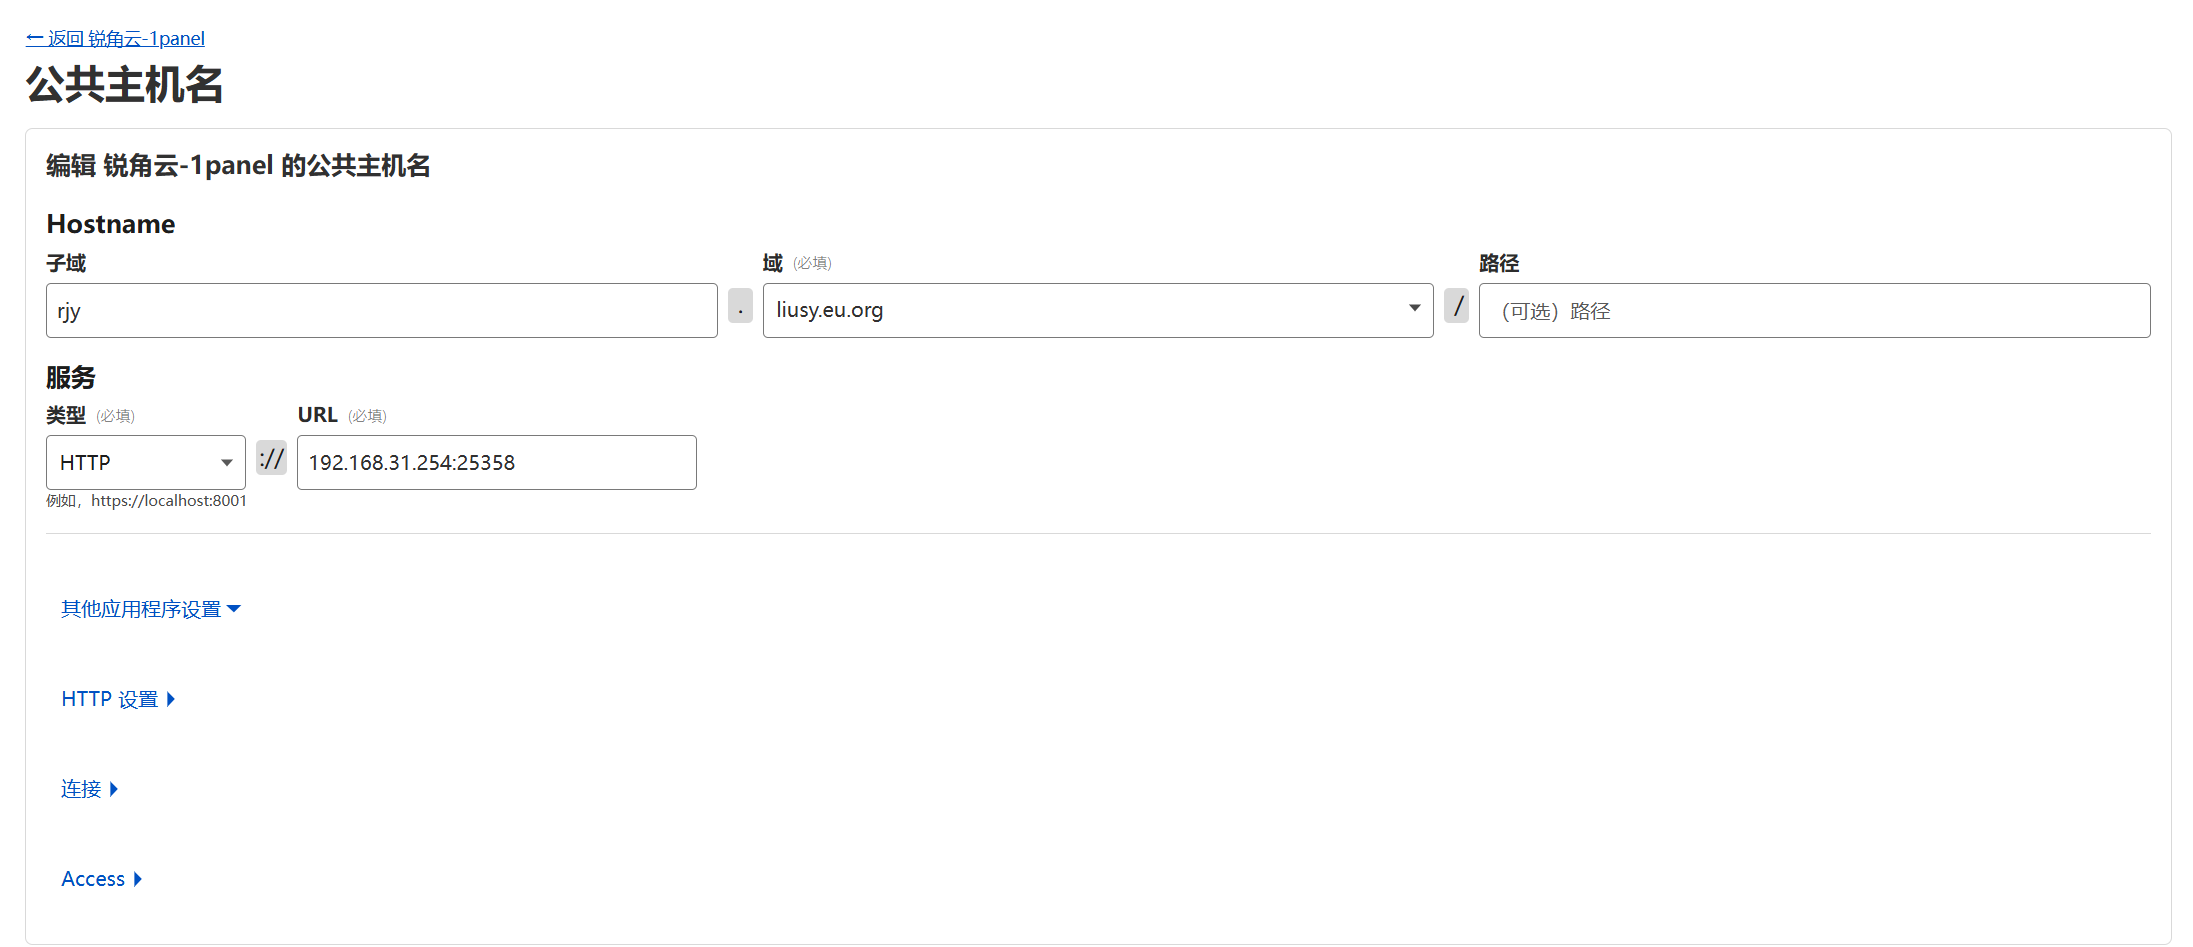 ← 返回 锐角云-1panel
公共主机名
编辑 锐角云-1panel 的公共主机名
Hostname
子域
域 (必填)
路径
rjy
.
liusy.eu.org
/
（可选）路径
服务
类型 (必填)
URL (必填)
HTTP
://
192.168.31.254:25358
例如，https://localhost:8001
其他应用程序设置
HTTP 设置
连接
Access